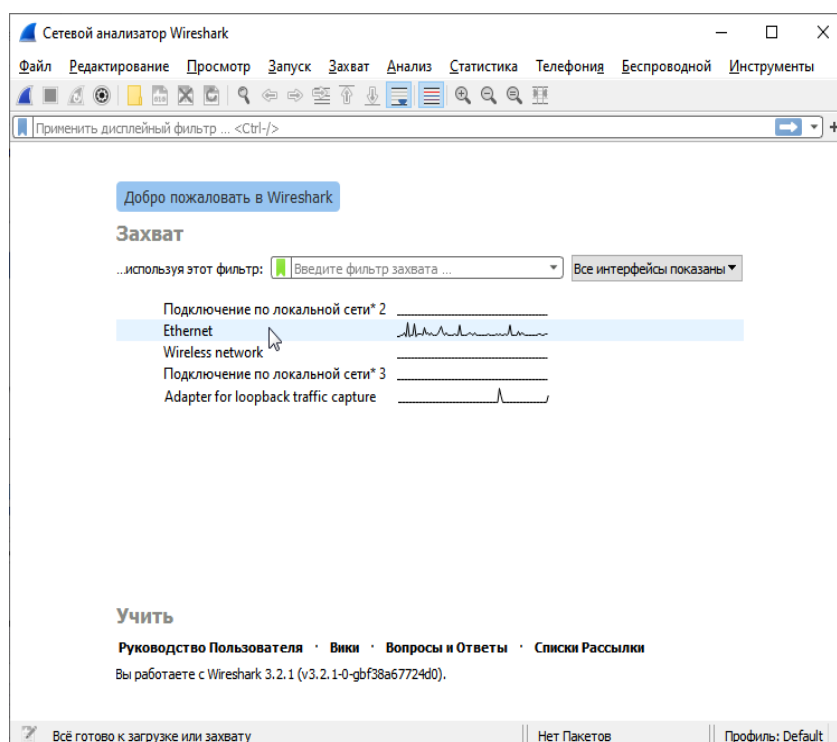 Сетевой анализатор Wireshark
Файл Редактирование Просмотр Запуск Захват Анализ Статистика Телефония Беспроводной Инструменты
Применить дисплейный фильтр ... <Ctrl-/>
Добро пожаловать в Wireshark
Захват
...используя этот фильтр: Введите фильтр захвата ... Все интерфейсы показаны
Подключение по локальной сети* 2
Ethernet
Wireless network
Подключение по локальной сети* 3
Adapter for loopback traffic capture
Учить
Руководство Пользователя · Вики · Вопросы и Ответы · Списки Рассылки
Вы работаете с Wireshark 3.2.1 (v3.2.1-0-gbf38a67724d0).
Всё готово к загрузке или захвату Нет Пакетов Профиль: Default